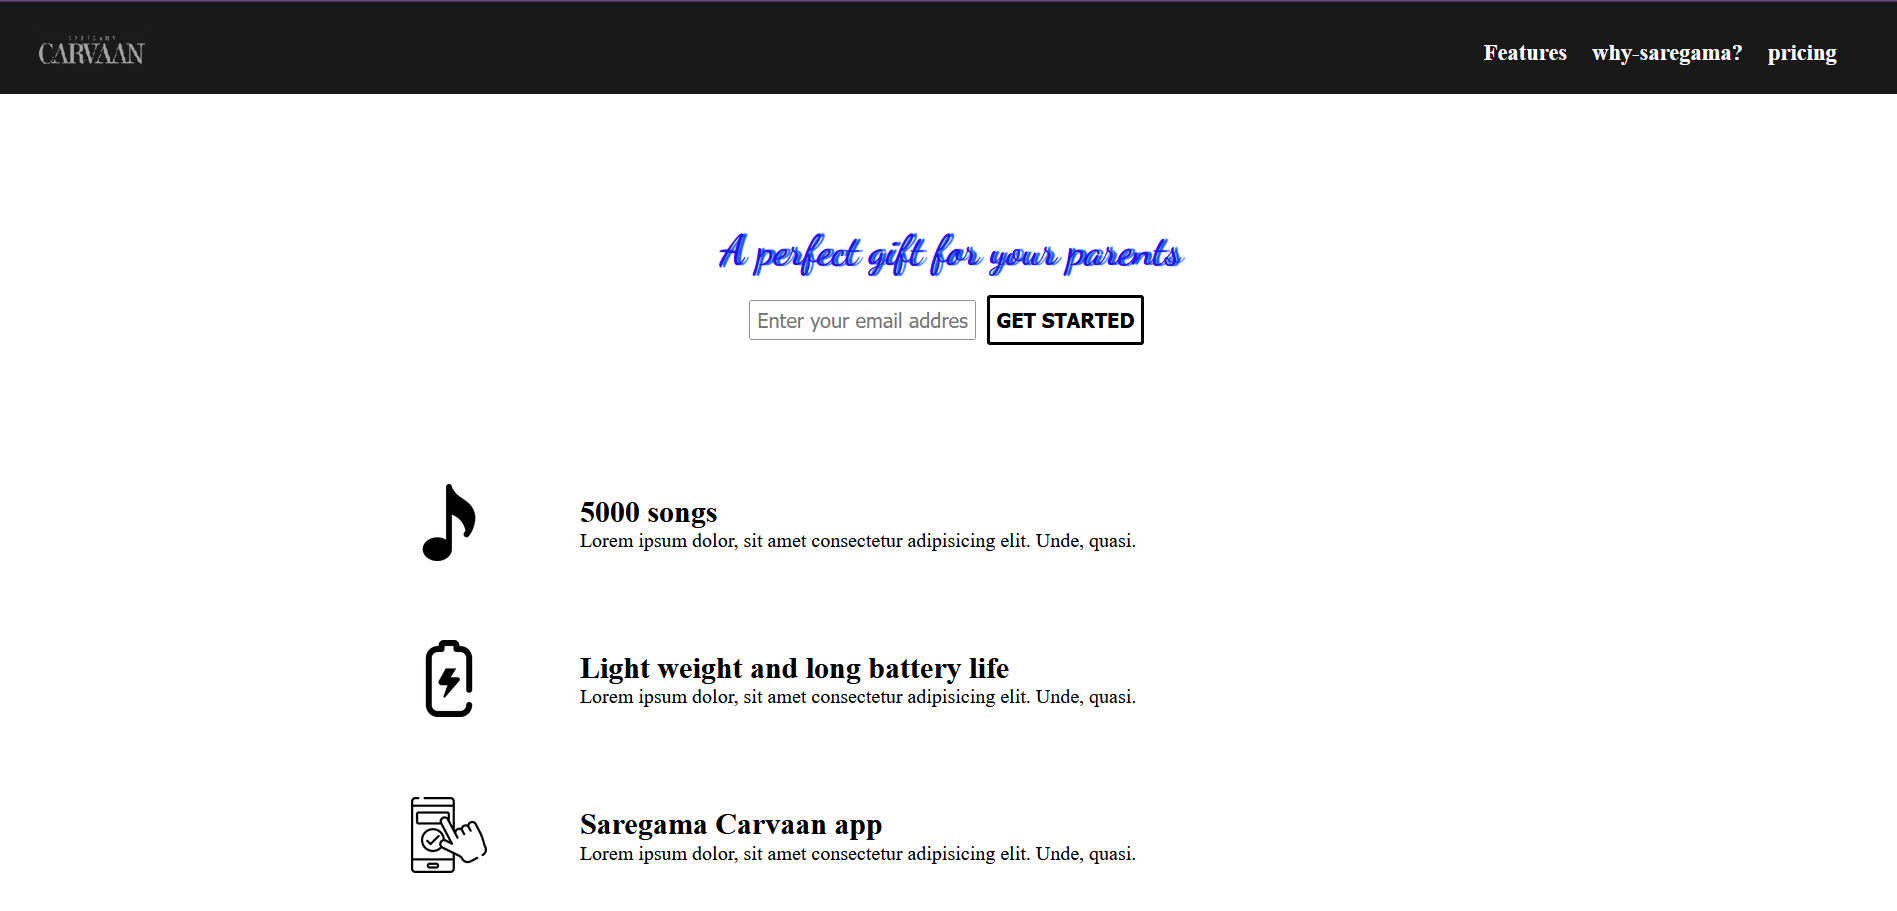 SAREGAMA
CARVAAN
Features why-saregama? pricing
A perfect gift for your parents
Enter your email addres
GET STARTED
5000 songs
Lorem ipsum dolor, sit amet consectetur adipisicing elit. Unde, quasi.
Light weight and long battery life
Lorem ipsum dolor, sit amet consectetur adipisicing elit. Unde, quasi.
Saregama Carvaan app
Lorem ipsum dolor, sit amet consectetur adipisicing elit. Unde, quasi.